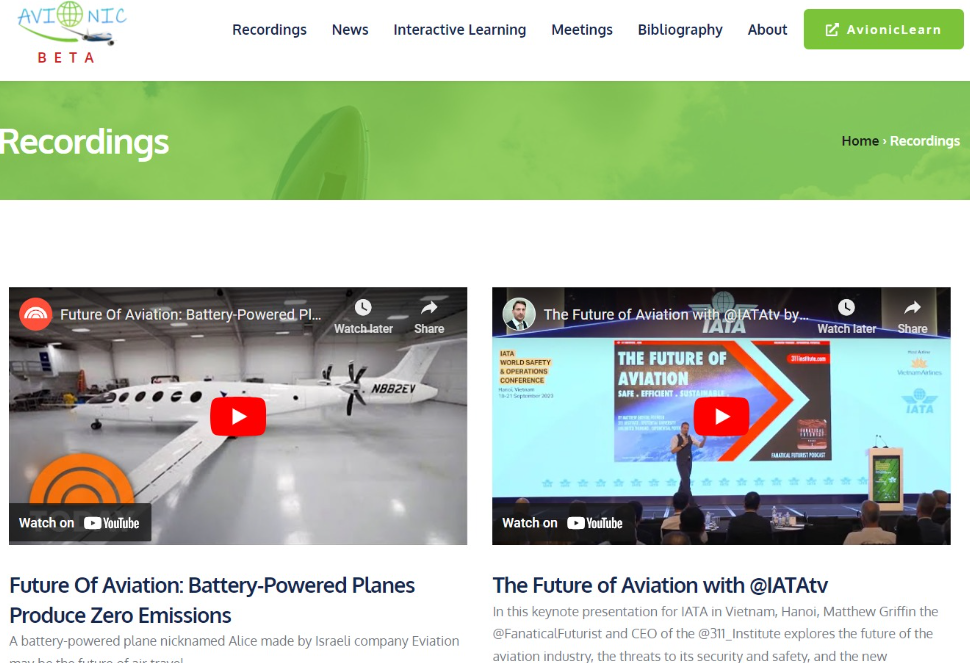 AVIONIC
BETA
Recordings News Interactive Learning Meetings Bibliography About AvionicLearn
Recordings
Home › Recordings
Future Of Aviation: Battery-Powered Pl...
Watch later
Share
N882EV
Watch on YouTube
The Future of Aviation with @IATAtv by...
Watch later
Share
IATA
IATA
WORLD SAFETY
& OPERATIONS
CONFERENCE
Hanoi, Vietnam
19-21 September 2023
THE FUTURE OF
AVIATION
SAFE . EFFICIENT . SUSTAINABLE
311institute.com
FANATICAL FUTURIST PODCAST
Vietnam Airlines
IATA
Watch on YouTube
Future Of Aviation: Battery-Powered Planes
Produce Zero Emissions
A battery-powered plane nicknamed Alice made by Israeli company Eviation
may be the future of air travel
The Future of Aviation with @IATAtv
In this keynote presentation for IATA in Vietnam, Hanoi, Matthew Griffin the
@FanaticalFuturist and CEO of the @311_Institute explores the future of the
aviation industry, the threats to its security and safety, and the new